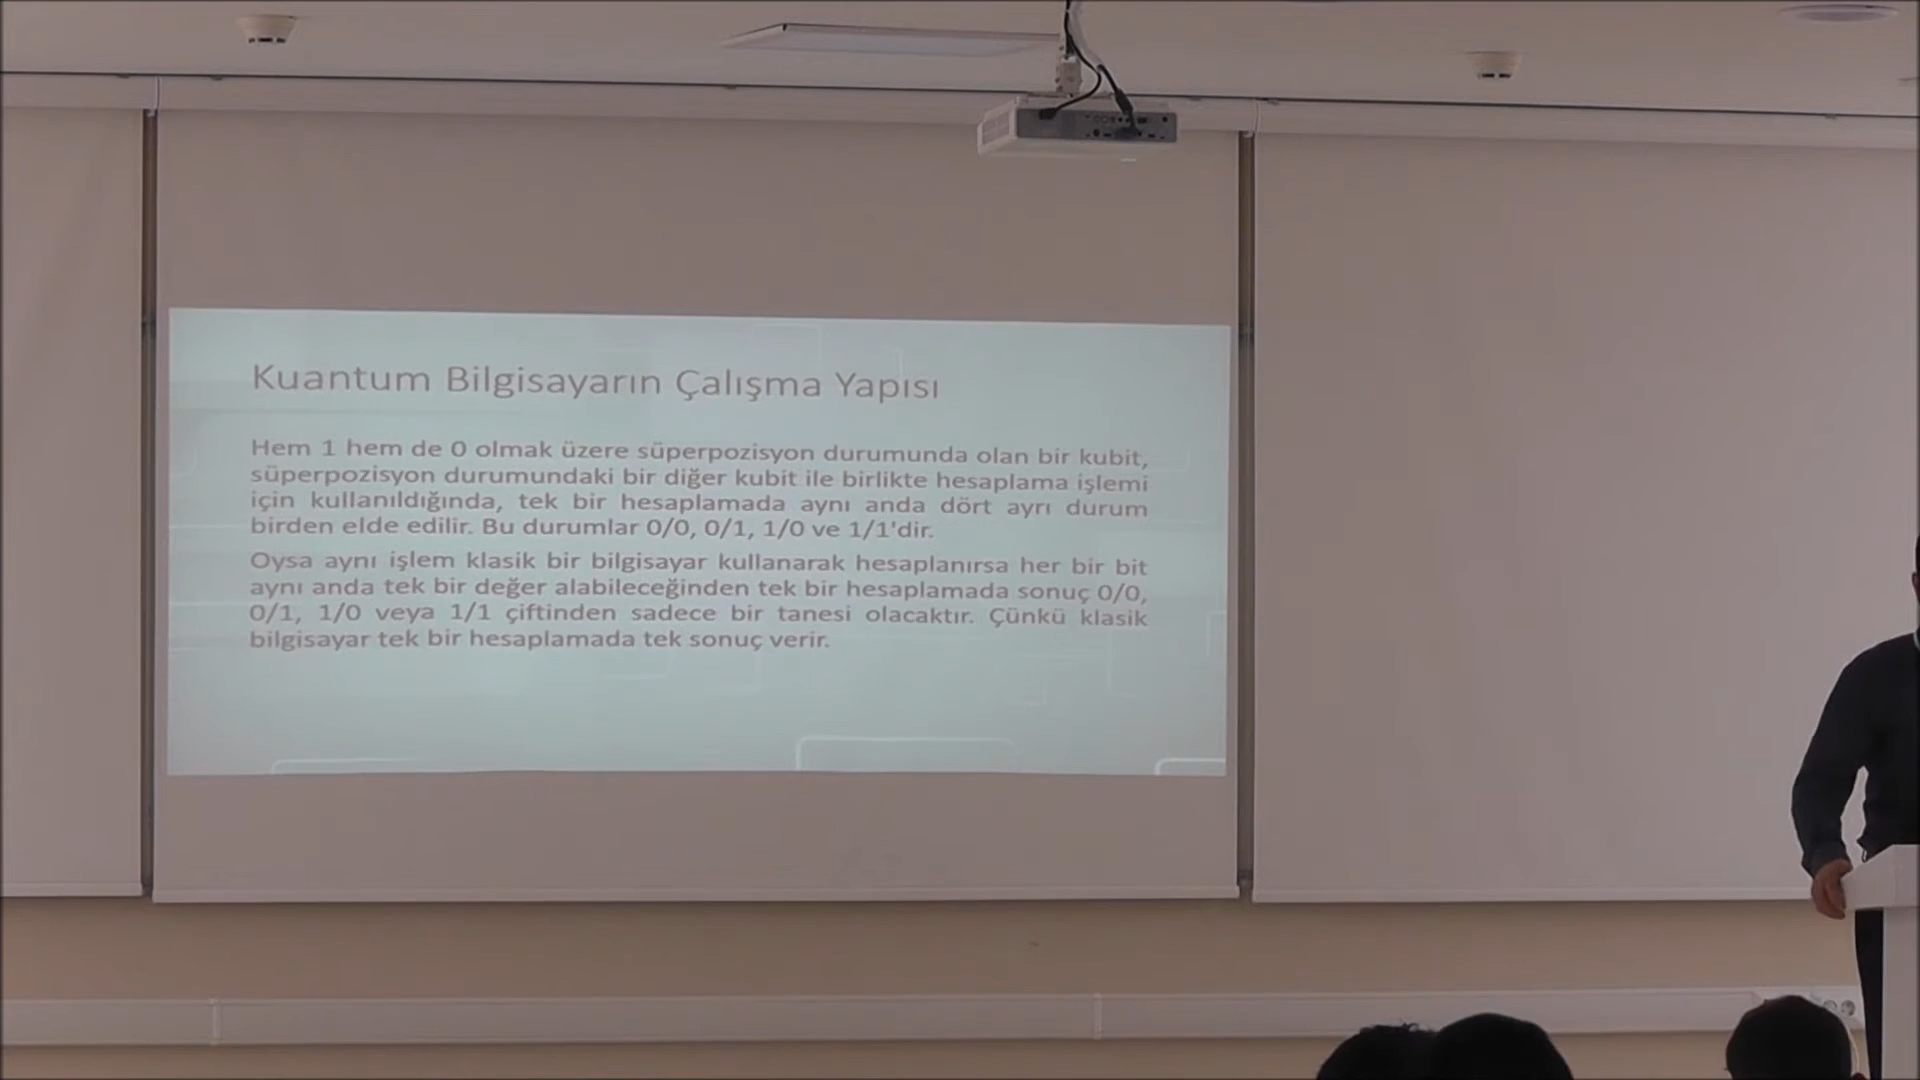 Kuantum Bilgisayarın Çalışma Yapısı
Hem 1 hem de 0 olmak üzere süperpozisyon durumunda olan bir kubit,
süperpozisyon durumundaki bir diğer kubit ile birlikte hesaplama işlemi
için kullanıldığında, tek bir hesaplamada aynı anda dört ayrı durum
birden elde edilir. Bu durumlar 0/0, 0/1, 1/0 ve 1/1'dir.
Oysa aynı işlem klasik bir bilgisayar kullanarak hesaplanırsa her bir bit
aynı anda tek bir değer alabileceğinden tek bir hesaplamada sonuç 0/0,
0/1, 1/0 veya 1/1 çiftinden sadece bir tanesi olacaktır. Çünkü klasik
bilgisayar tek bir hesaplamada tek sonuç verir.